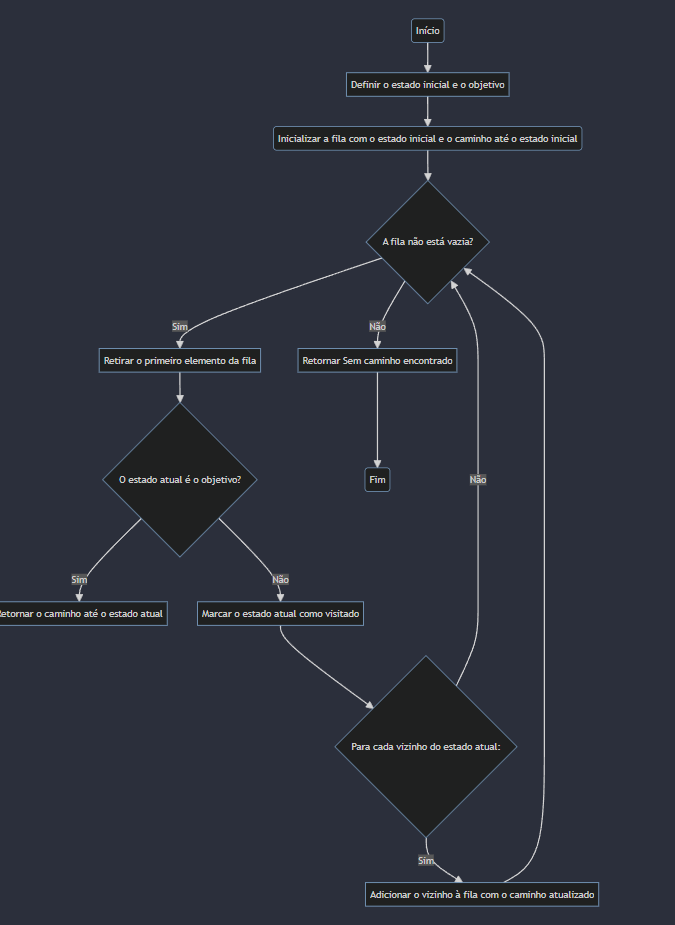 Início
Definir o estado inicial e o objetivo
Inicializar a fila com o estado inicial e o caminho até o estado inicial
A fila não está vazia?
Sim
Não
Retirar o primeiro elemento da fila
Retornar Sem caminho encontrado
O estado atual é o objetivo?
Fim
Não
Sim
Não
etornar o caminho até o estado atual
Marcar o estado atual como visitado
Para cada vizinho do estado atual:
Sim
Adicionar o vizinho à fila com o caminho atualizado